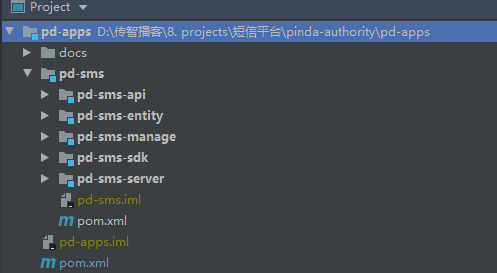 Project
pd-apps D:\传智播客\8. projects\短信平台\pinda-authority\pd-apps
docs
pd-sms
pd-sms-api
pd-sms-entity
pd-sms-manage
pd-sms-sdk
pd-sms-server
pd-sms.iml
pom.xml
pd-apps.iml
pom.xml